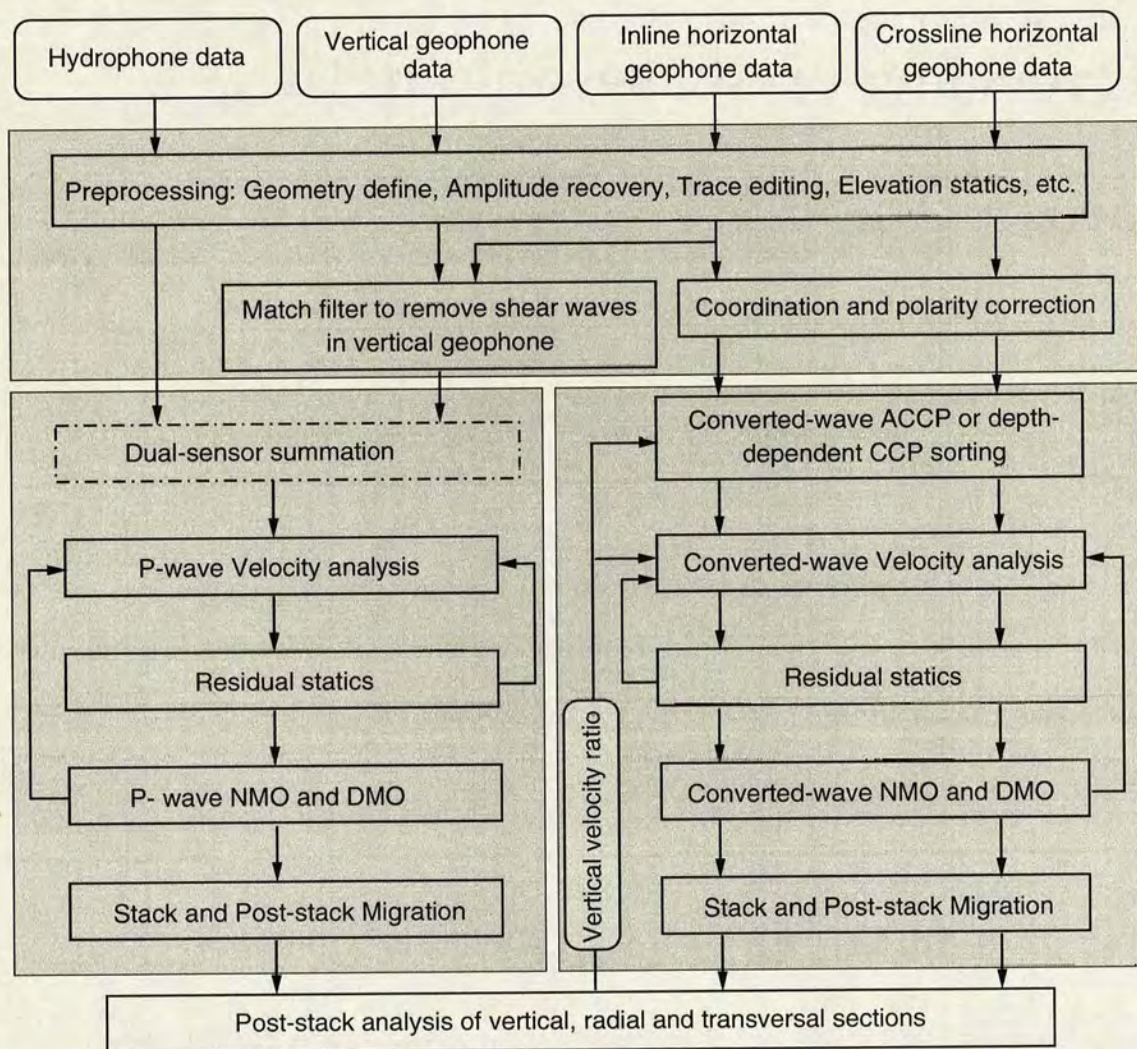 Hydrophone data
Vertical geophone
data
Inline horizontal
geophone data
Crossline horizontal
geophone data
Preprocessing: Geometry define, Amplitude recovery, Trace editing, Elevation statics, etc.
Match filter to remove shear waves
in vertical geophone
Coordination and polarity correction
Dual-sensor summation
Converted-wave ACCP or depth-
dependent CCP sorting
P-wave Velocity analysis
Converted-wave Velocity analysis
Residual statics
Residual statics
Vertical velocity ratio
P- wave NMO and DMO
Converted-wave NMO and DMO
Stack and Post-stack Migration
Stack and Post-stack Migration
Post-stack analysis of vertical, radial and transversal sections